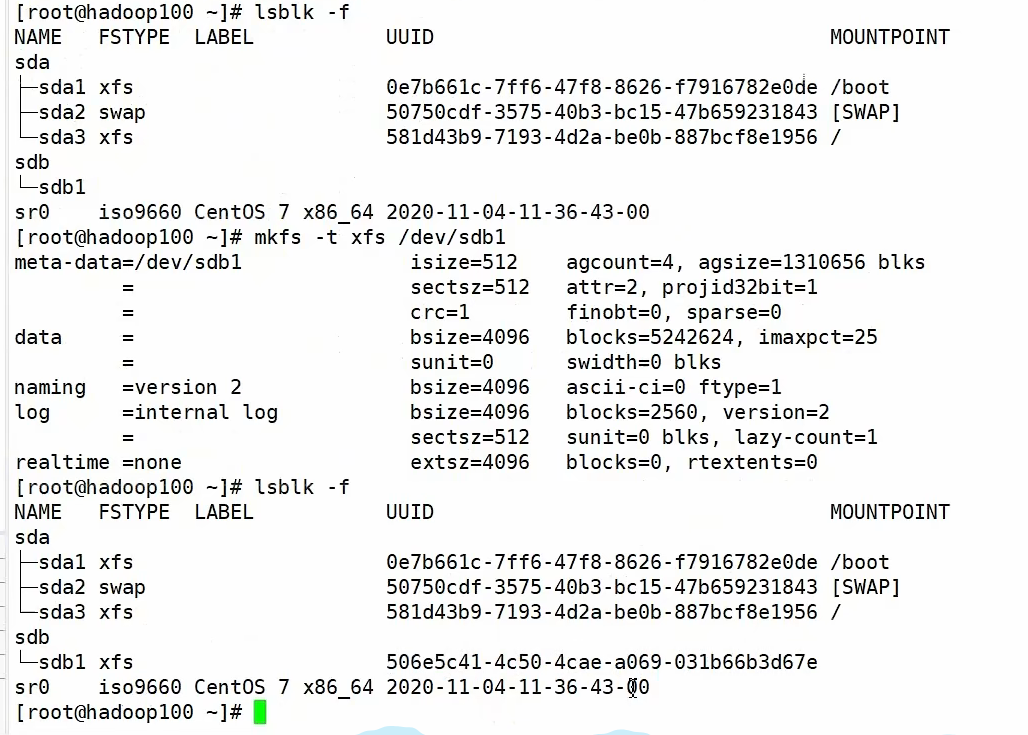 [root@hadoop100 ~]# lsblk -f
NAME   FSTYPE  LABEL           UUID                                 MOUNTPOINT
sda
├─sda1 xfs                     0e7b661c-7ff6-47f8-8626-f7916782e0de /boot
├─sda2 swap                    50750cdf-3575-40b3-bc15-47b659231843 [SWAP]
└─sda3 xfs                     581d43b9-7193-4d2a-be0b-887bcf8e1956 /
sdb
└─sdb1
sr0    iso9660 CentOS 7 x86_64 2020-11-04-11-36-43-00
[root@hadoop100 ~]# mkfs -t xfs /dev/sdb1
meta-data=/dev/sdb1              isize=512    agcount=4, agsize=1310656 blks
         =                       sectsz=512   attr=2, projid32bit=1
         =                       crc=1        finobt=0, sparse=0
data     =                       bsize=4096   blocks=5242624, imaxpct=25
         =                       sunit=0      swidth=0 blks
naming   =version 2              bsize=4096   ascii-ci=0 ftype=1
log      =internal log           bsize=4096   blocks=2560, version=2
         =                       sectsz=512   sunit=0 blks, lazy-count=1
realtime =none                   extsz=4096   blocks=0, rtextents=0
[root@hadoop100 ~]# lsblk -f
NAME   FSTYPE  LABEL           UUID                                 MOUNTPOINT
sda
├─sda1 xfs                     0e7b661c-7ff6-47f8-8626-f7916782e0de /boot
├─sda2 swap                    50750cdf-3575-40b3-bc15-47b659231843 [SWAP]
└─sda3 xfs                     581d43b9-7193-4d2a-be0b-887bcf8e1956 /
sdb
└─sdb1 xfs                     506e5c41-4c50-4cae-a069-031b66b3d67e
sr0    iso9660 CentOS 7 x86_64 2020-11-04-11-36-43-00
[root@hadoop100 ~]#